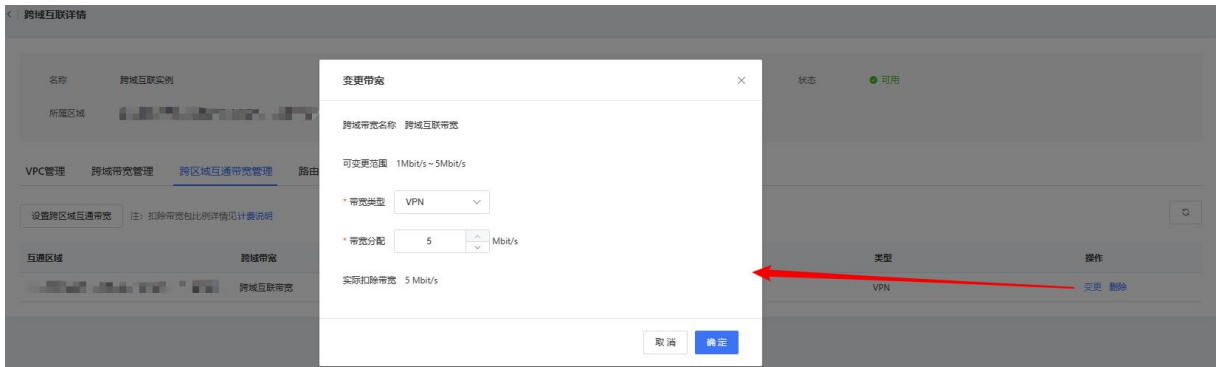 跨域互联详情
名称 跨域互联实例
状态 可用
所属区域
VPC管理 跨域带宽管理 跨区域互通带宽管理 路由
设置跨区域互通带宽 注：扣除带宽包比例详情见计费说明
互通区域 跨域带宽 类型 操作
跨域互联带宽 VPN 变更 删除
变更带宽
跨域带宽名称 跨域互联带宽
可变更范围 1Mbit/s ~ 5Mbit/s
* 带宽类型 VPN
* 带宽分配 5 Mbit/s
实际扣除带宽 5 Mbit/s
取消 确定